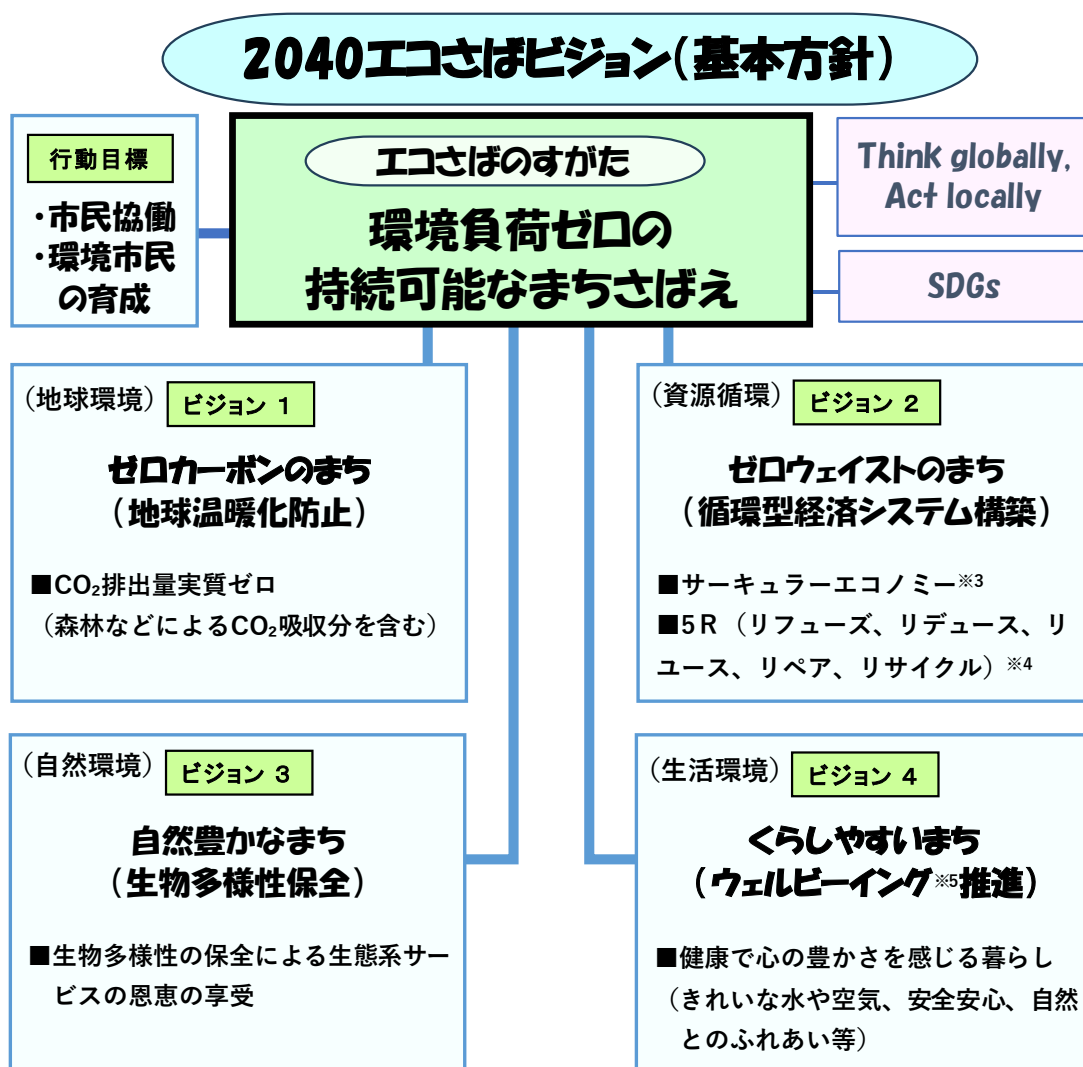 2040エコさばビジョン(基本方針)
行動目標
・市民協働
・環境市民
の育成
エコさばのすがた
環境負荷ゼロの
持続可能なまちさばえ
Think globally,
Act locally
SDGs
(地球環境) ビジョン 1
ゼロカーボンのまち
(地球温暖化防止)
■CO₂排出量実質ゼロ
(森林などによるCO₂吸収分を含む)
(資源循環) ビジョン 2
ゼロウェイストのまち
(循環型経済システム構築)
■サーキュラーエコノミー※3
■5R(リフューズ、リデュース、リ
ユース、リペア、リサイクル)※4
(自然環境) ビジョン 3
自然豊かなまち
(生物多様性保全)
■生物多様性の保全による生態系サー
ビスの恩恵の享受
(生活環境) ビジョン 4
くらしやすいまち
(ウェルビーイング※5推進)
■健康で心の豊かさを感じる暮らし
(きれいな水や空気、安全安心、自然
とのふれあい等)